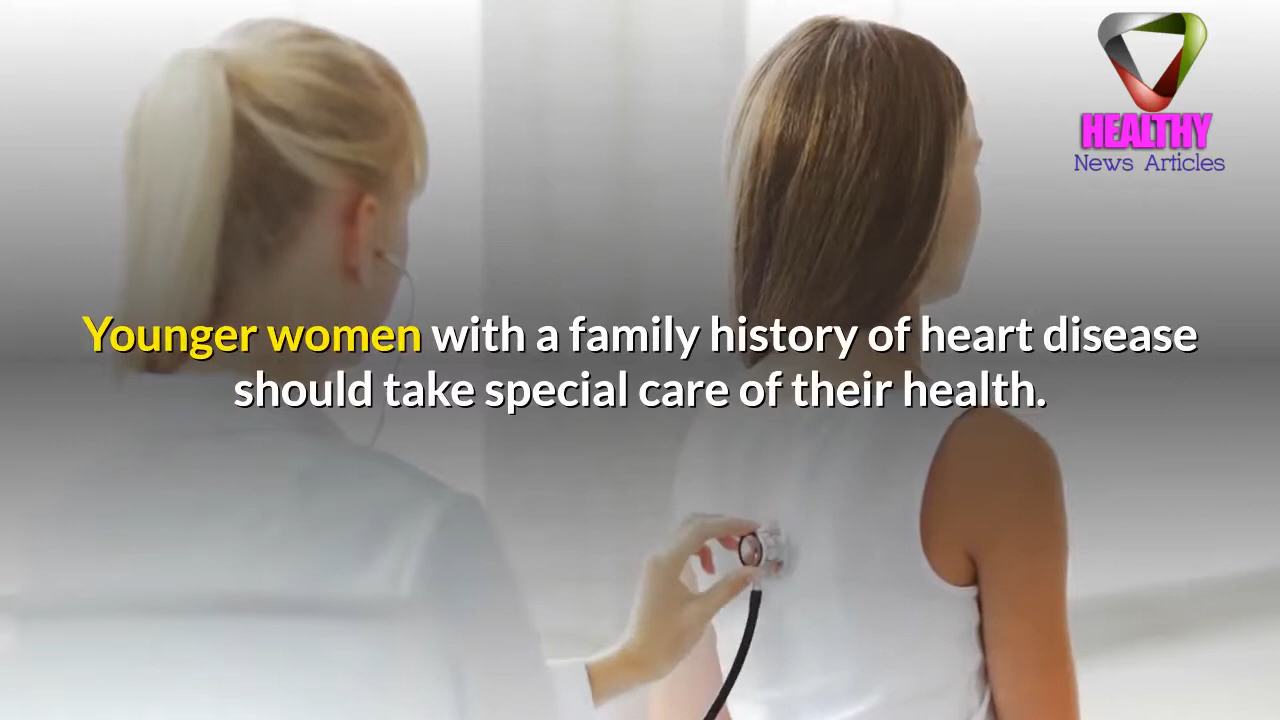 HEALTHY
News Articles
Younger women with a family history of heart disease
should take special care of their health.